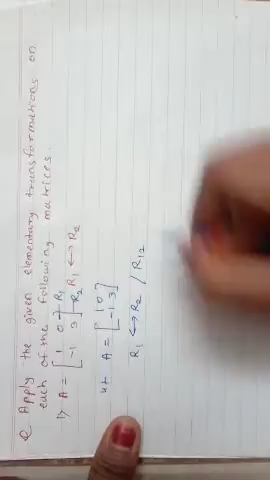 Q Apply the given elementary transformations on
each of the following matrices.
1) A = [ 1 0 → R₁
-1 3 ] → R₂ R₁ ↔ R₂
A = [ 1 0
-1 3 ]
R₁ ↔ R₂ / R₁₂